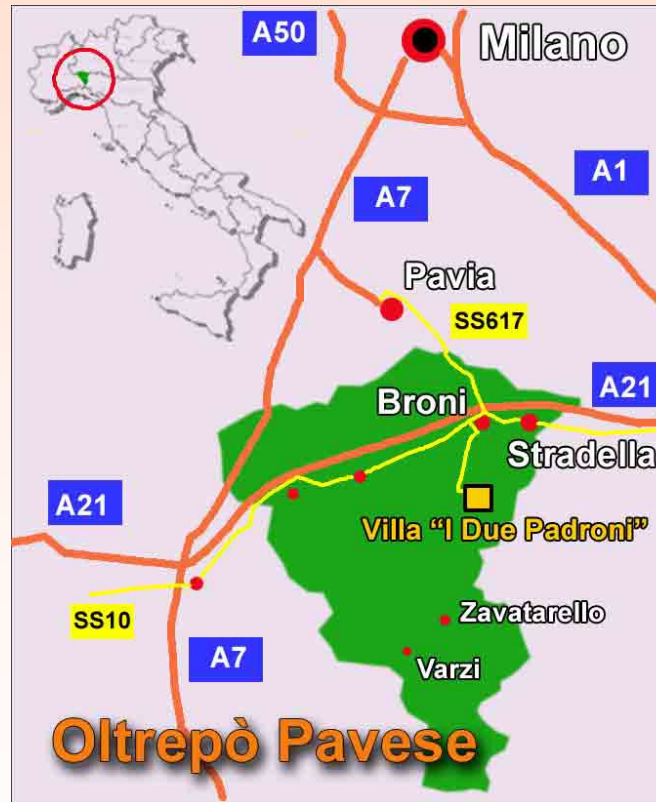 A50
Milano
A1
A7
Pavia
SS617
A21
Broni
Stradella
A21
Villa "I Due Padroni"
SS10
Zavatarello
A7
Varzi
Oltrepò Pavese